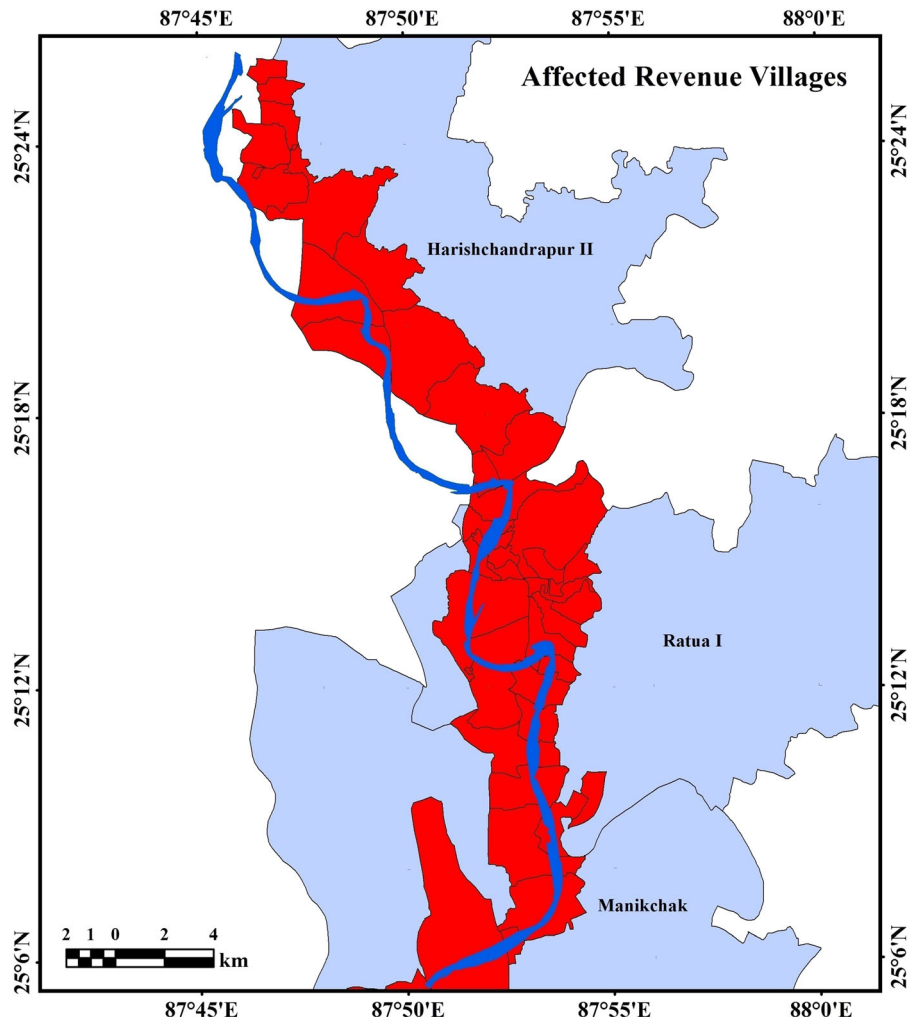 87°45'E 87°50'E 87°55'E 88°0'E
Affected Revenue Villages
25°24'N 25°24'N
Harishchandrapur II
25°18'N 25°18'N
Ratua I
25°12'N 25°12'N
Manikchak
2 1 0 2 4
km
25°6'N 25°6'N
87°45'E 87°50'E 87°55'E 88°0'E